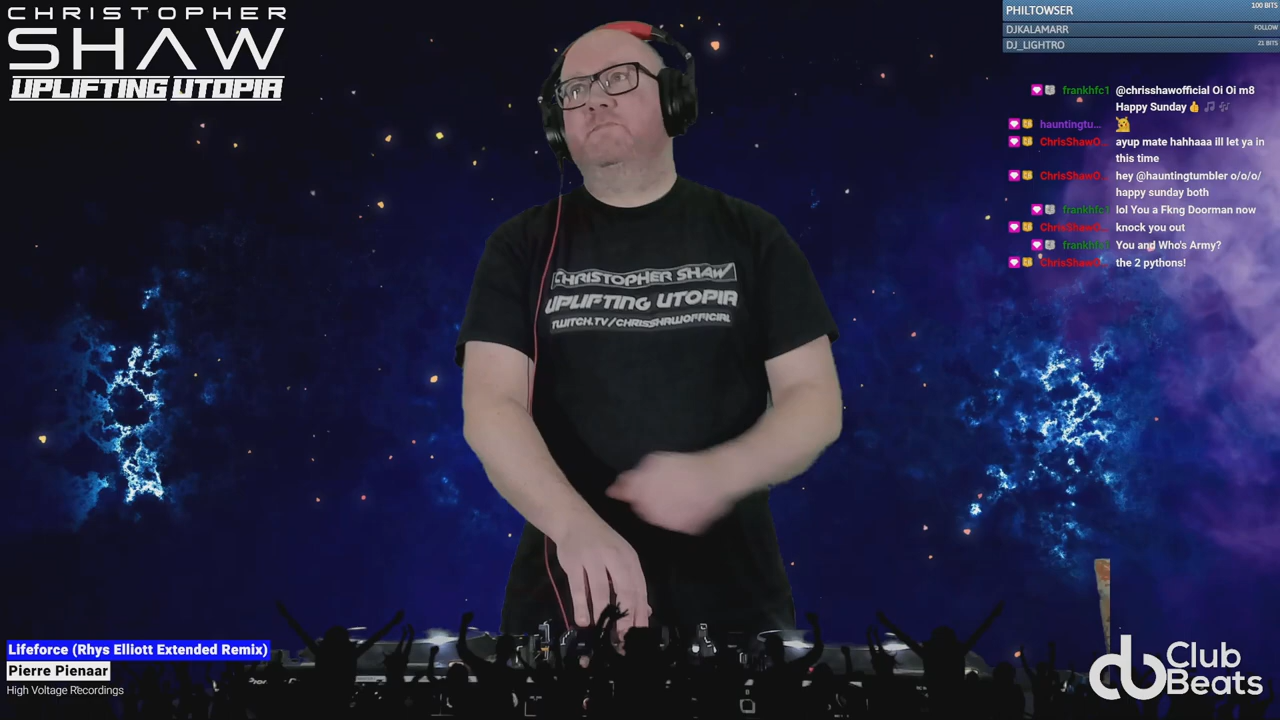 CHRISTOPHER
SHAW
UPLIFTING UTOPIA
PHILTOWSER 100 BITS
DJKALAMARR FOLLOW
DJ_LIGHTRO 21 BITS
frankhfc1 @chrisshawofficial Oi Oi m8
Happy Sunday👍 🎵 🎶
hauntingtu...
ChrisShawO... ayup mate hahhaaa ill let ya in
this time
ChrisShawO... hey @hauntingtumbler o/o/o/
happy sunday both
frankhfc1 lol You a Fkng Doorman now
ChrisShawO... knock you out
frankhfc1 You and Who's Army?
ChrisShawO... the 2 pythons!
CHRISTOPHER SHAW
UPLIFTING UTOPIA
TWITCH.TV/CHRISSHAWOFFICIAL
Lifeforce (Rhys Elliott Extended Remix)
Pierre Pienaar
High Voltage Recordings
Club
Beats